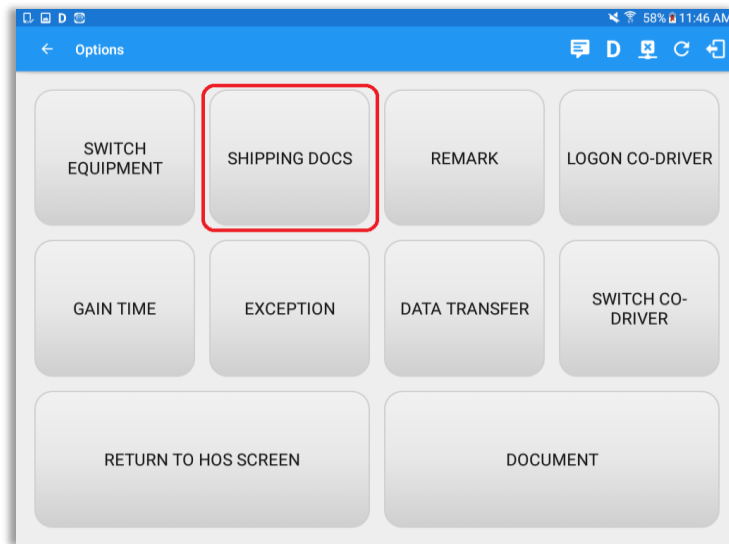 D 58% 11:46 AM
Options D
SWITCH
EQUIPMENT
SHIPPING DOCS
REMARK
LOGON CO-DRIVER
GAIN TIME
EXCEPTION
DATA TRANSFER
SWITCH CO-
DRIVER
RETURN TO HOS SCREEN
DOCUMENT